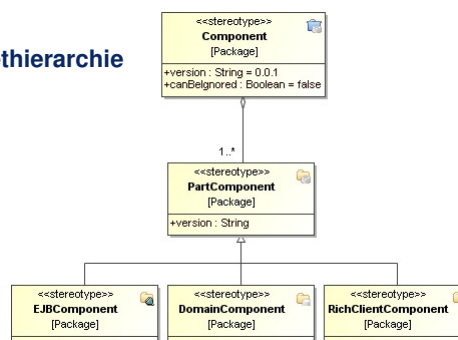 <<stereotype>>
Component
[Package]
+version : String = 0.0.1
+canBeIgnored : Boolean = false
thierarchie
1..*
<<stereotype>>
PartComponent
[Package]
+version : String
<<stereotype>>
EJBComponent
[Package]
<<stereotype>>
DomainComponent
[Package]
<<stereotype>>
RichClientComponent
[Package]